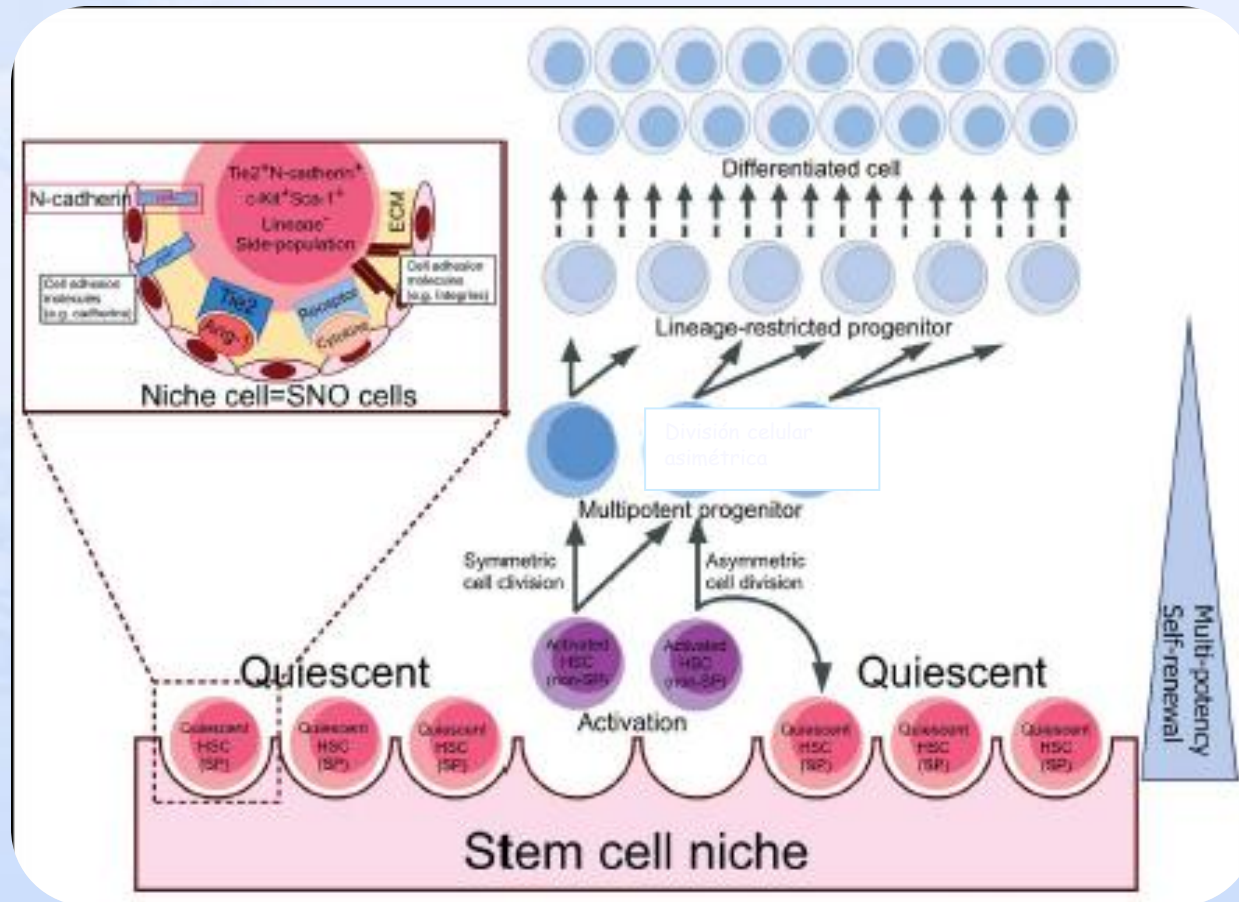 Differentiated cell
Tie2+N-cadherin+
c-Kit+Sca-1+
Lineage-
Side-population
N-cadherin
ECM
Cell adhesion
molecules
(e.g. cadherins)
Cell adhesion
molecules
(e.g. integrins)
Tie2
Ang-1
Receptor
Cytokine
Niche cell=SNO cells
Lineage-restricted progenitor
División celular
asimétrica
Multipotent progenitor
Symmetric
cell division
Asymmetric
cell division
Activated
HSC
(non-SP)
Activated
HSC
(non-SP)
Activation
Quiescent
Quiescent
Quiescent
HSC
(SP)
Quiescent
HSC
(SP)
Quiescent
HSC
(SP)
Quiescent
HSC
(SP)
Quiescent
HSC
(SP)
Quiescent
HSC
(SP)
Multi-potency
Self-renewal
Stem cell niche